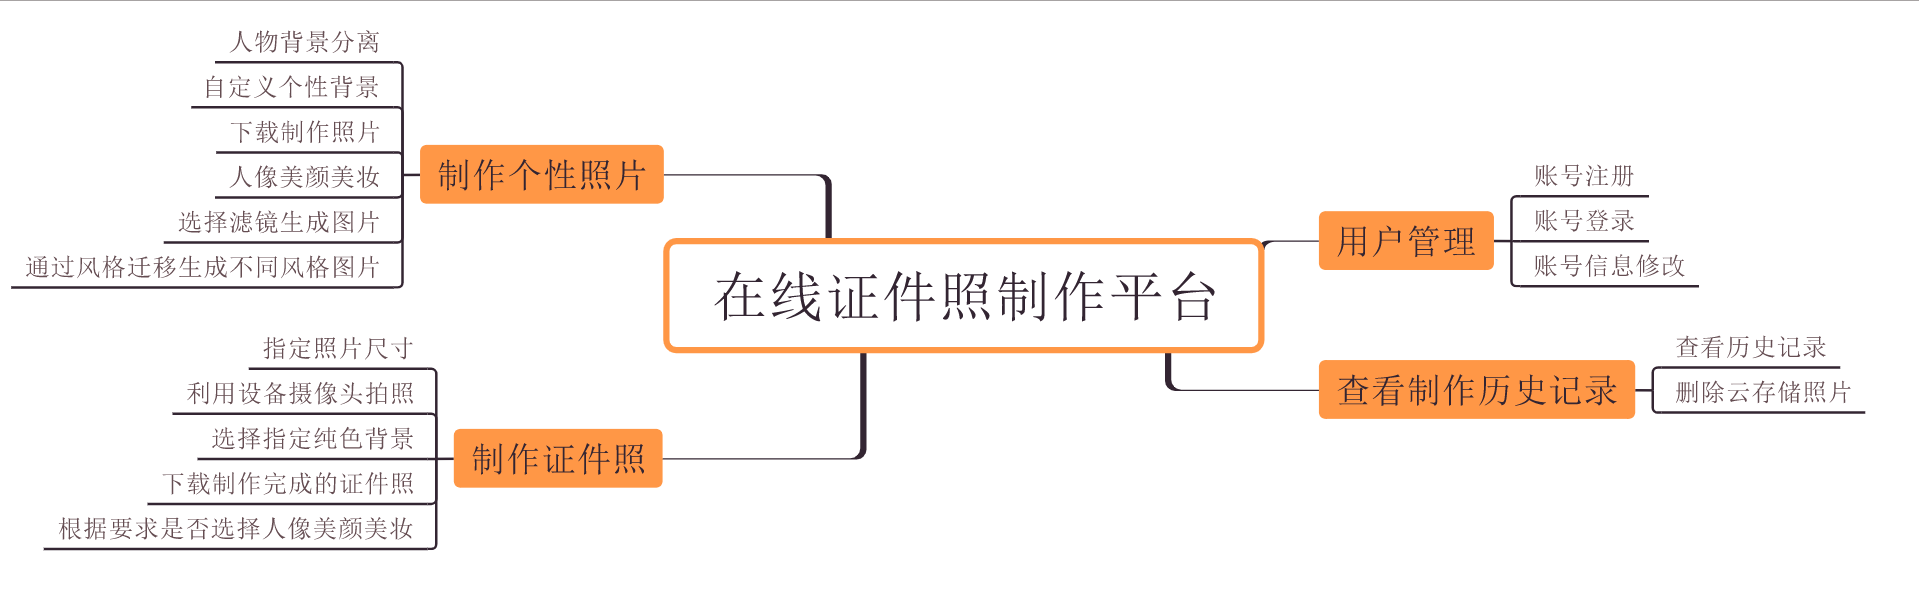 在线证件照制作平台
用户管理
账号注册
账号登录
账号信息修改
查看制作历史记录
查看历史记录
删除云存储照片
制作证件照
指定照片尺寸
利用设备摄像头拍照
选择指定纯色背景
下载制作完成的证件照
根据要求是否选择人像美颜美妆
制作个性照片
人物背景分离
自定义个性背景
下载制作照片
人像美颜美妆
选择滤镜生成图片
通过风格迁移生成不同风格图片